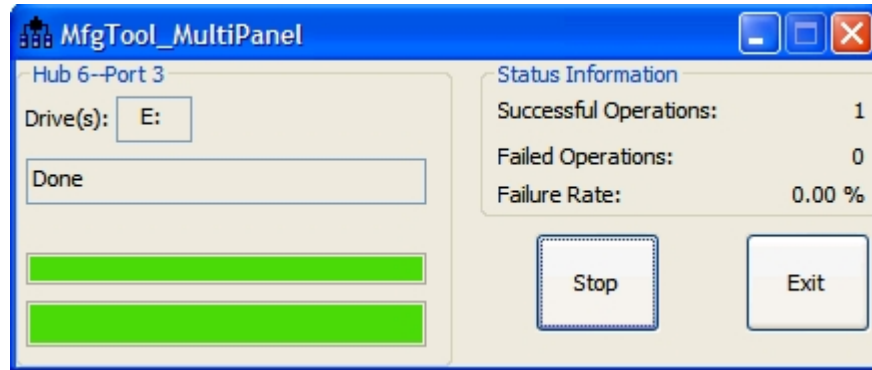 MfgTool_MultiPanel
Hub 6--Port 3
Drive(s): E:
Done
Status Information
Successful Operations: 1
Failed Operations: 0
Failure Rate: 0.00 %
Stop Exit